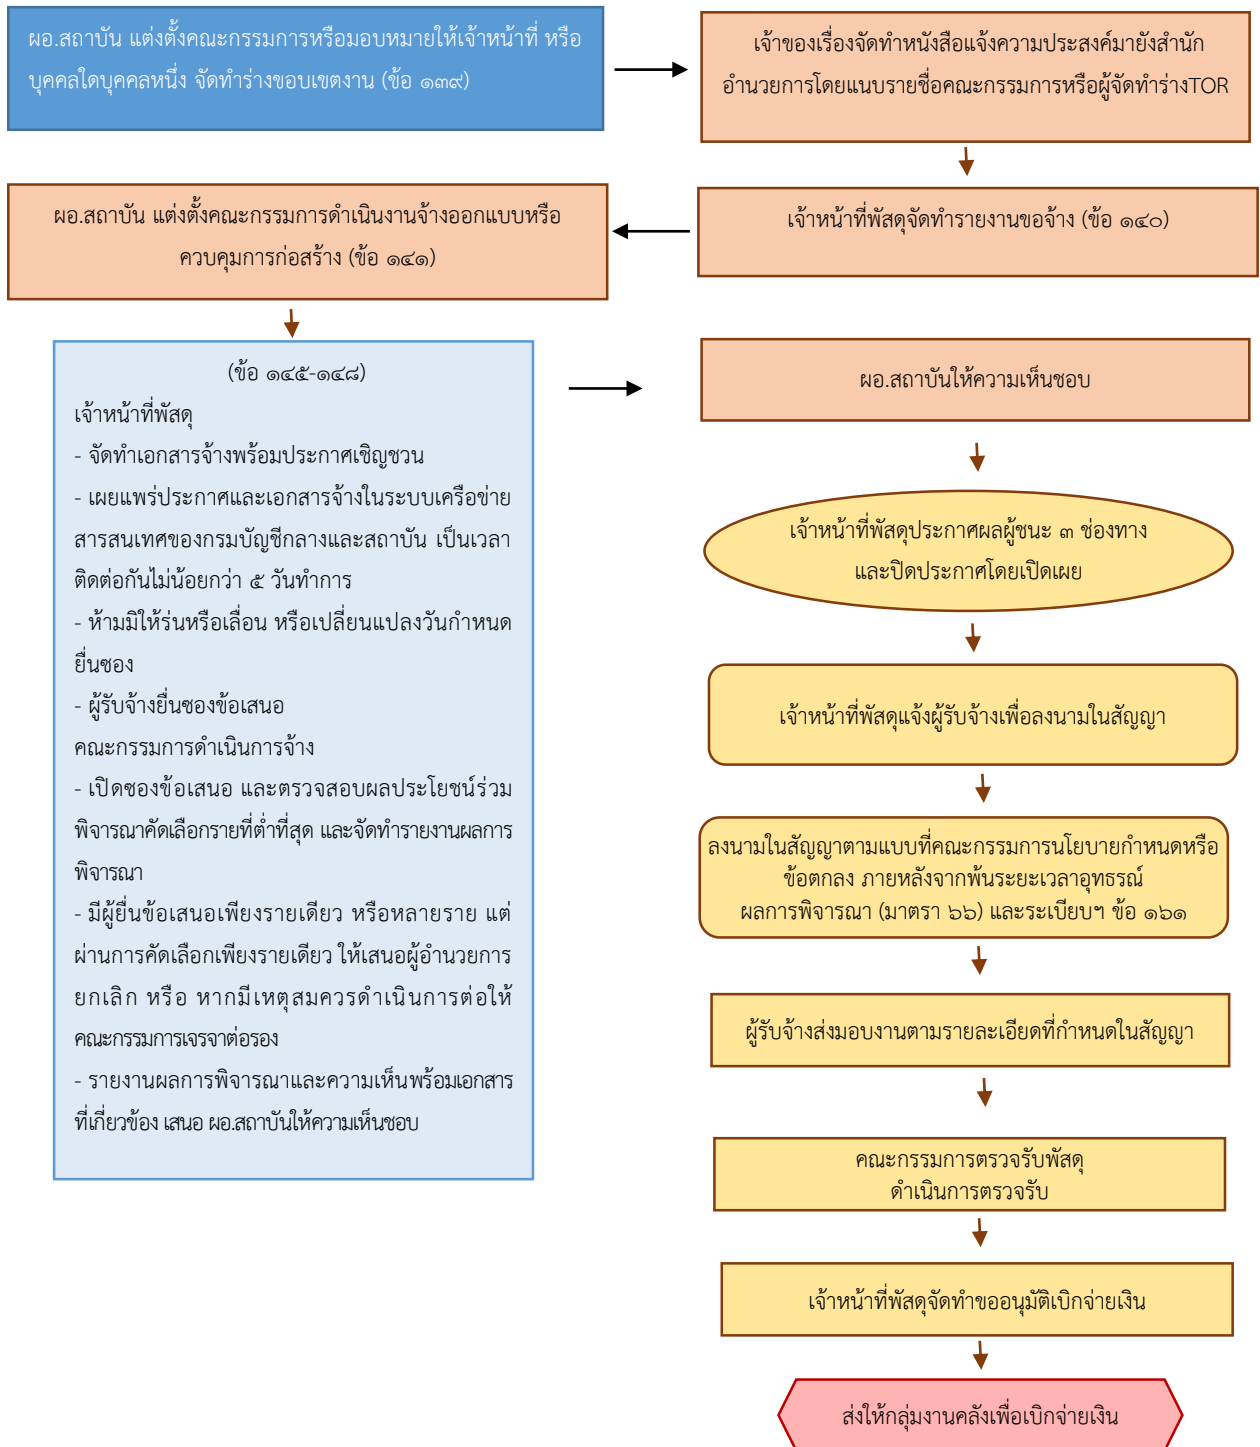 ผอ.สถาบัน แต่งตั้งคณะกรรมการหรือมอบหมายให้เจ้าหน้าที่ หรือ
บุคคลใดบุคคลหนึ่ง จัดทำร่างขอบเขตงาน (ข้อ ๑๓๙)
เจ้าของเรื่องจัดทำหนังสือแจ้งความประสงค์มายังสำนัก
อำนวยการโดยแนบรายชื่อคณะกรรมการหรือผู้จัดทำร่างTOR
เจ้าหน้าที่พัสดุจัดทำรายงานขอจ้าง (ข้อ ๑๔๐)
ผอ.สถาบัน แต่งตั้งคณะกรรมการดำเนินงานจ้างออกแบบหรือ
ควบคุมการก่อสร้าง (ข้อ ๑๔๑)
(ข้อ ๑๔๕-๑๔๘)
เจ้าหน้าที่พัสดุ
- จัดทำเอกสารจ้างพร้อมประกาศเชิญชวน
- เผยแพร่ประกาศและเอกสารจ้างในระบบเครือข่าย
สารสนเทศของกรมบัญชีกลางและสถาบัน เป็นเวลา
ติดต่อกันไม่น้อยกว่า ๕ วันทำการ
- ห้ามมิให้ร่นหรือเลื่อน หรือเปลี่ยนแปลงวันกำหนด
ยื่นซอง
- ผู้รับจ้างยื่นซองข้อเสนอ
คณะกรรมการดำเนินการจ้าง
- เปิดซองข้อเสนอ และตรวจสอบผลประโยชน์ร่วม
พิจารณาคัดเลือกรายที่ต่ำที่สุด และจัดทำรายงานผลการ
พิจารณา
- มีผู้ยื่นข้อเสนอเพียงรายเดียว หรือหลายราย แต่
ผ่านการคัดเลือกเพียงรายเดียว ให้เสนอผู้อำนวยการ
ยกเลิก หรือ หากมีเหตุสมควรดำเนินการต่อให้
คณะกรรมการเจรจาต่อรอง
- รายงานผลการพิจารณาและความเห็นพร้อมเอกสาร
ที่เกี่ยวข้อง เสนอ ผอ.สถาบันให้ความเห็นชอบ
ผอ.สถาบันให้ความเห็นชอบ
เจ้าหน้าที่พัสดุประกาศผลผู้ชนะ ๓ ช่องทาง
และปิดประกาศโดยเปิดเผย
เจ้าหน้าที่พัสดุแจ้งผู้รับจ้างเพื่อลงนามในสัญญา
ลงนามในสัญญาตามแบบที่คณะกรรมการนโยบายกำหนดหรือ
ข้อตกลง ภายหลังจากพ้นระยะเวลาอุทธรณ์
ผลการพิจารณา (มาตรา ๖๖) และระเบียบฯ ข้อ ๑๖๑
ผู้รับจ้างส่งมอบงานตามรายละเอียดที่กำหนดในสัญญา
คณะกรรมการตรวจรับพัสดุ
ดำเนินการตรวจรับ
เจ้าหน้าที่พัสดุจัดทำขออนุมัติเบิกจ่ายเงิน
ส่งให้กลุ่มงานคลังเพื่อเบิกจ่ายเงิน